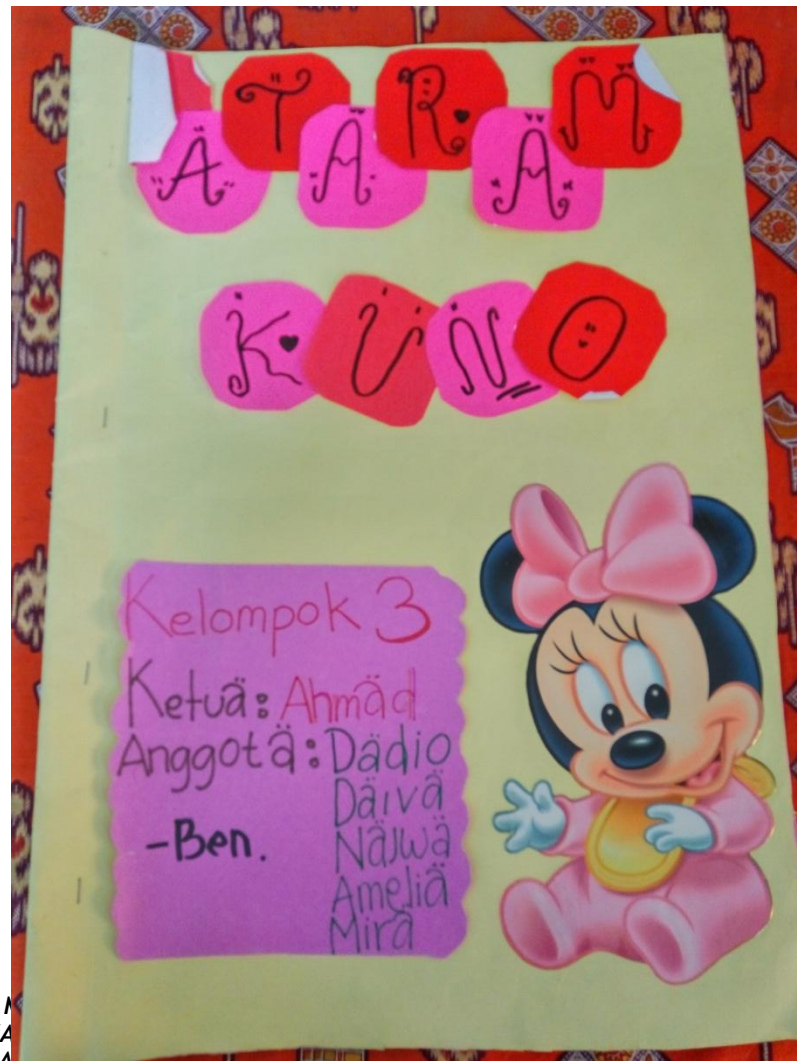 ÄTÄRÄM
KÜNO
Kelompok 3
Ketuä: Ahmäd
Anggotä: Dädio
Däivä
-Ben. Näjwä
Ameliä
Mirä